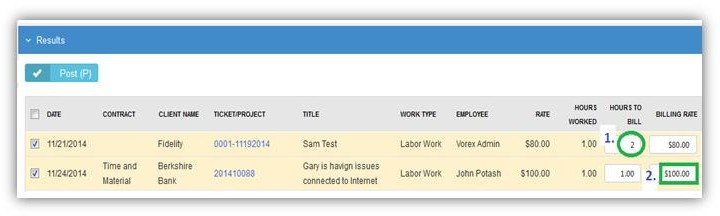 Results
Post (P)
DATE CONTRACT CLIENT NAME TICKET/PROJECT TITLE WORK TYPE EMPLOYEE RATE HOURS WORKED HOURS TO BILL BILLING RATE
11/21/2014 Fidelity 0001-11192014 Sam Test Labor Work Vorex Admin $80.00 1.00 1. 2 $80.00
11/24/2014 Time and Material Berkshire Bank 201410088 Gary is havign issues connected to Internet Labor Work John Potash $100.00 1.00 1.00 2. $100.00